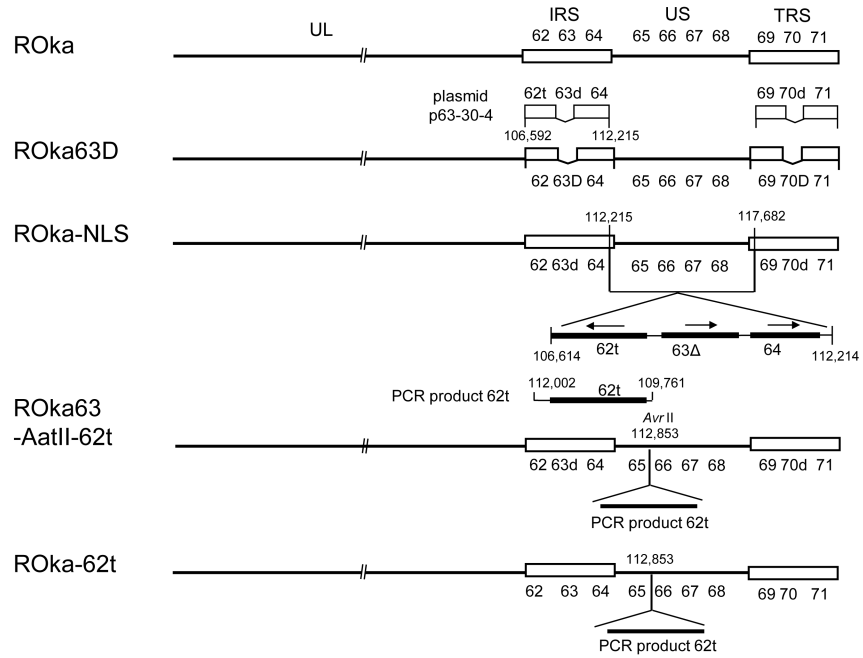 IRS US TRS
ROka UL 62 63 64 65 66 67 68 69 70 71
plasmid p63-30-4 62t 63d 64 69 70d 71
106,592 112,215
ROka63D
62 63D 64 65 66 67 68 69 70D 71
112,215 117,682
ROka-NLS
62 63d 64 65 66 67 68 69 70d 71
106,614 62t 63Δ 64 112,214
PCR product 62t 112,002 62t 109,761
ROka63 -AatII-62t
Avr II
112,853
62 63d 64 65 66 67 68 69 70d 71
PCR product 62t
ROka-62t 112,853
62 63 64 65 66 67 68 69 70 71
PCR product 62t